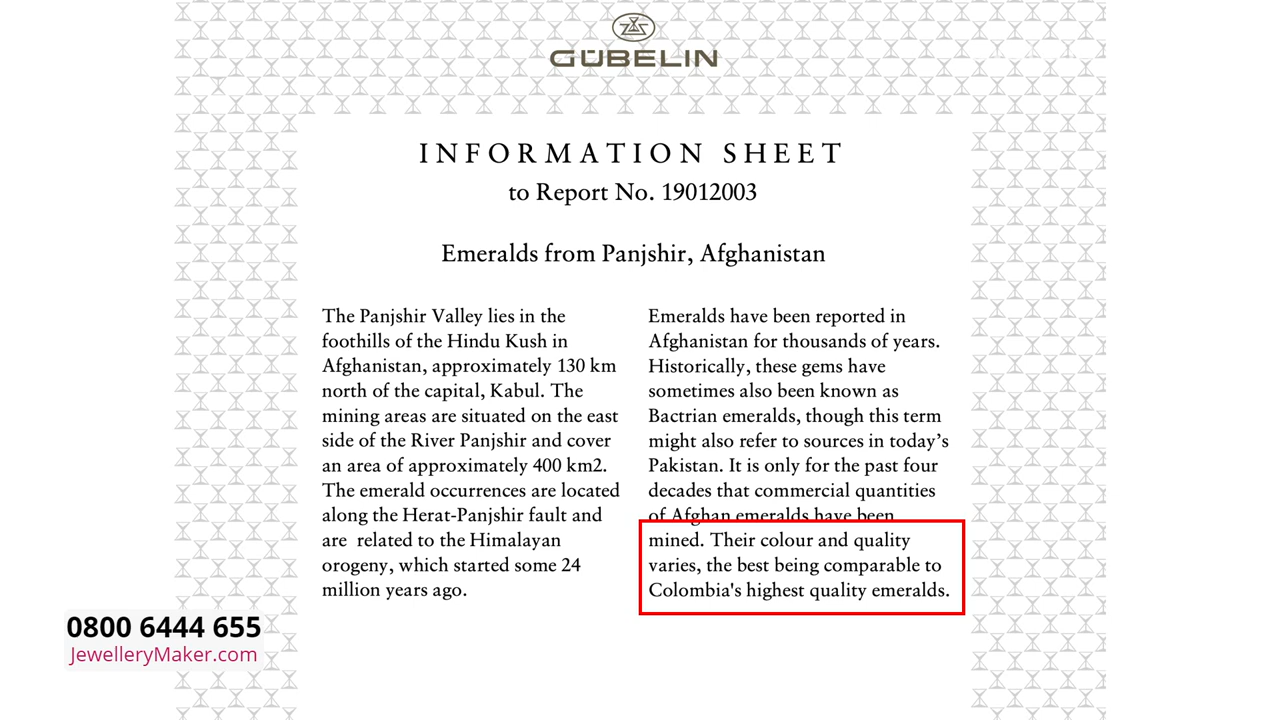 GÜBELIN
INFORMATION SHEET
to Report No. 19012003
Emeralds from Panjshir, Afghanistan
The Panjshir Valley lies in the
foothills of the Hindu Kush in
Afghanistan, approximately 130 km
north of the capital, Kabul. The
mining areas are situated on the east
side of the River Panjshir and cover
an area of approximately 400 km2.
The emerald occurrences are located
along the Herat-Panjshir fault and
are  related to the Himalayan
orogeny, which started some 24
million years ago.
Emeralds have been reported in
Afghanistan for thousands of years.
Historically, these gems have
sometimes also been known as
Bactrian emeralds, though this term
might also refer to sources in today’s
Pakistan. It is only for the past four
decades that commercial quantities
of Afghan emeralds have been
mined. Their colour and quality
varies, the best being comparable to
Colombia's highest quality emeralds.
0800 6444 655
JewelleryMaker.com